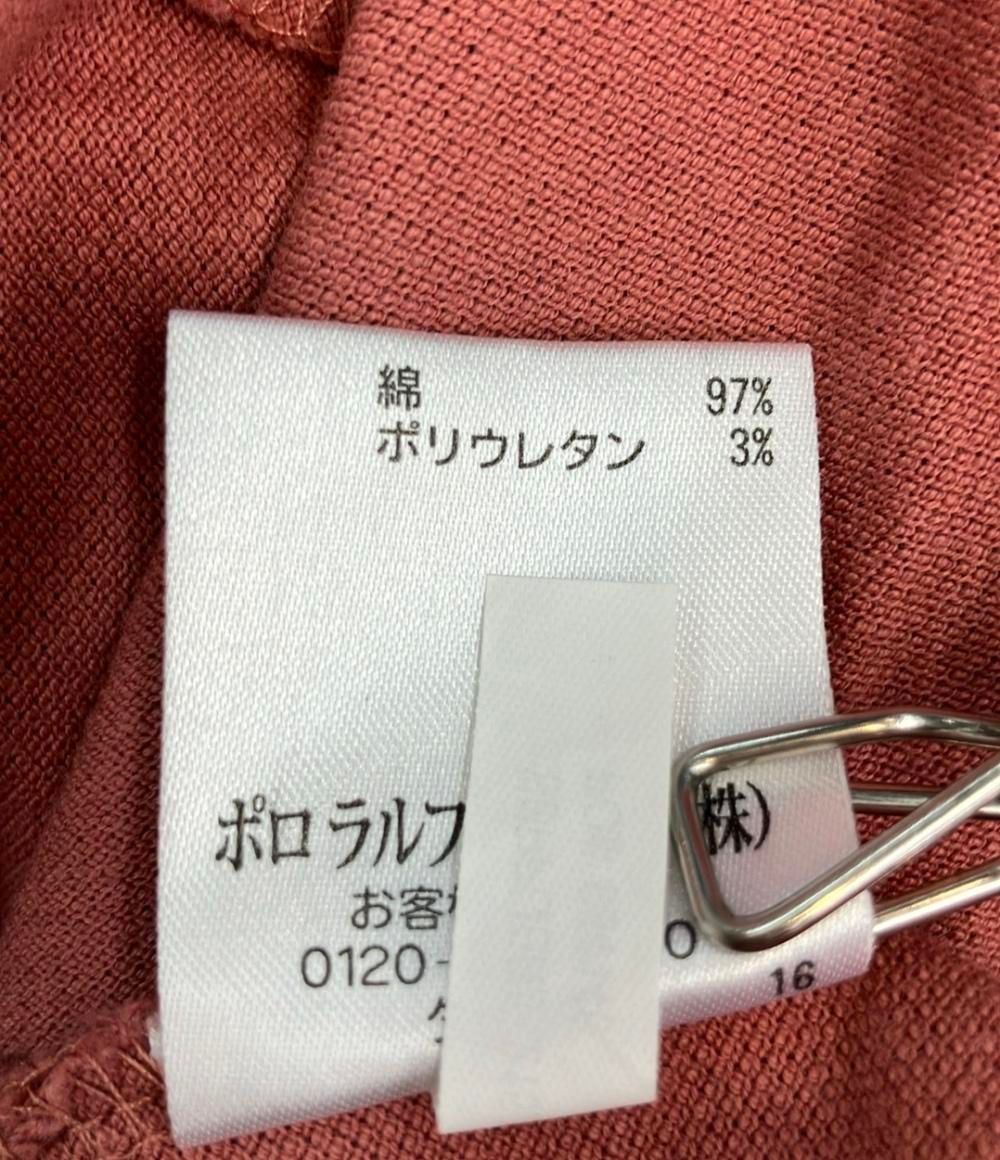 綿 97%
ポリウレタン 3%
ポロ ラルフ 株)
お客
0120- 0
16